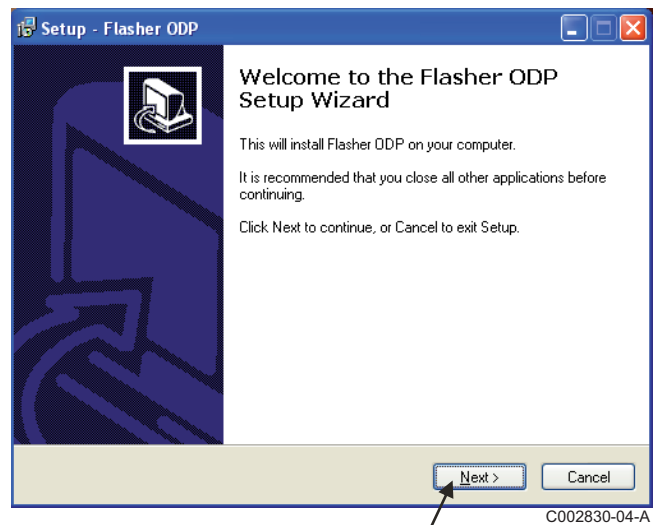 Setup - Flasher ODP
Welcome to the Flasher ODP
Setup Wizard
This will install Flasher ODP on your computer.
It is recommended that you close all other applications before
continuing.
Click Next to continue, or Cancel to exit Setup.
Next >
Cancel
C002830-04-A